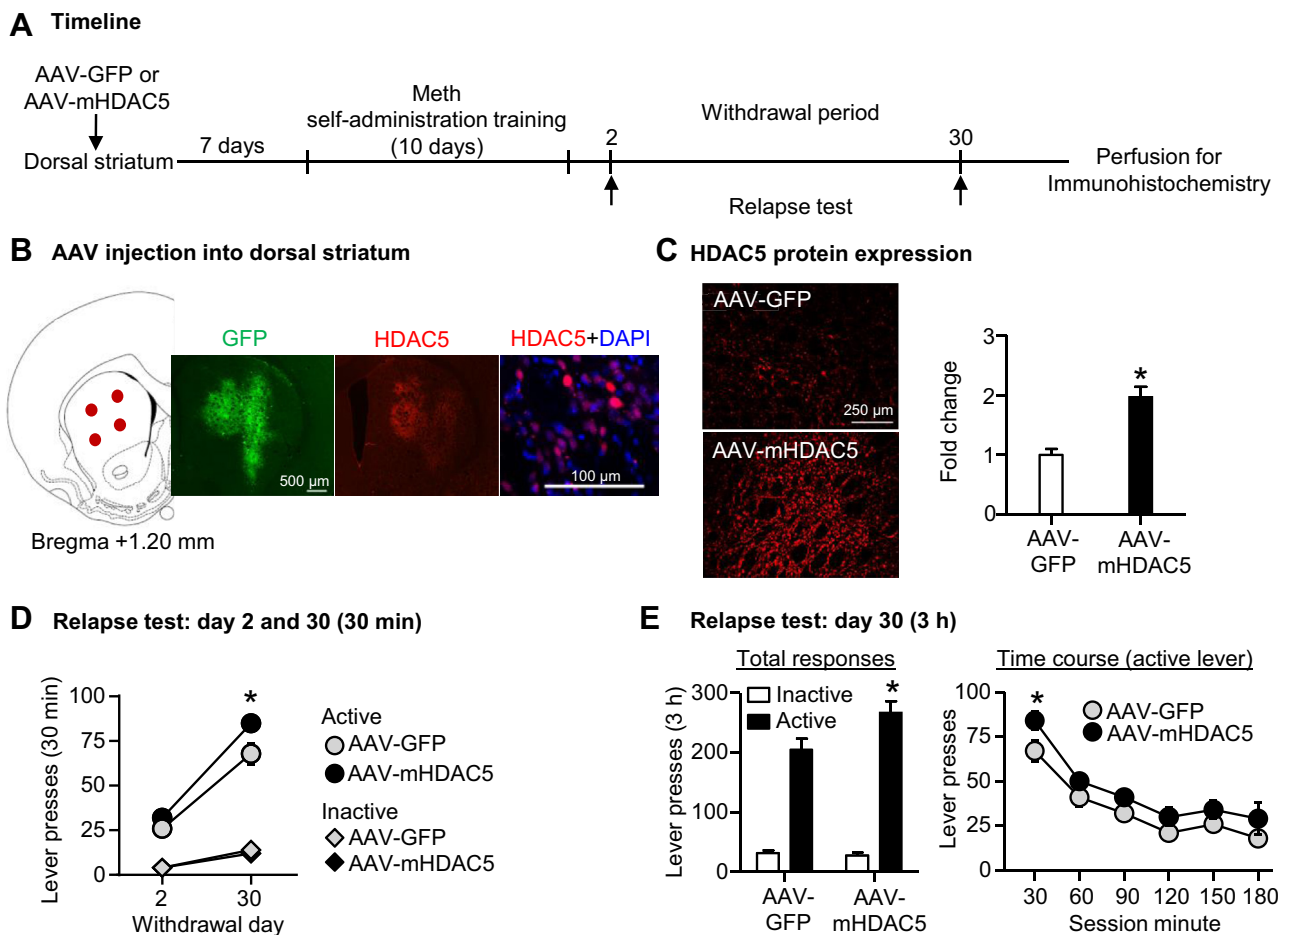 A Timeline
AAV-GFP or
AAV-mHDAC5
Dorsal striatum
7 days
Meth
self-administration training
(10 days)
2
Withdrawal period
30
Relapse test
Perfusion for
Immunohistochemistry
B AAV injection into dorsal striatum
GFP
HDAC5
HDAC5+DAPI
500 µm
100 µm
Bregma +1.20 mm
C HDAC5 protein expression
AAV-GFP
250 µm
AAV-mHDAC5
Fold change
3
2
1
0
*
AAV-
GFP
AAV-
mHDAC5
D Relapse test: day 2 and 30 (30 min)
Lever presses (30 min)
100
75
50
25
0
*
2
30
Withdrawal day
Active
AAV-GFP
AAV-mHDAC5
Inactive
AAV-GFP
AAV-mHDAC5
E Relapse test: day 30 (3 h)
Total responses
Lever presses (3 h)
300
200
100
0
Inactive
Active
*
AAV-
GFP
AAV-
mHDAC5
Time course (active lever)
Lever presses
100
75
50
25
0
*
AAV-GFP
AAV-mHDAC5
30 60 90 120 150 180
Session minute